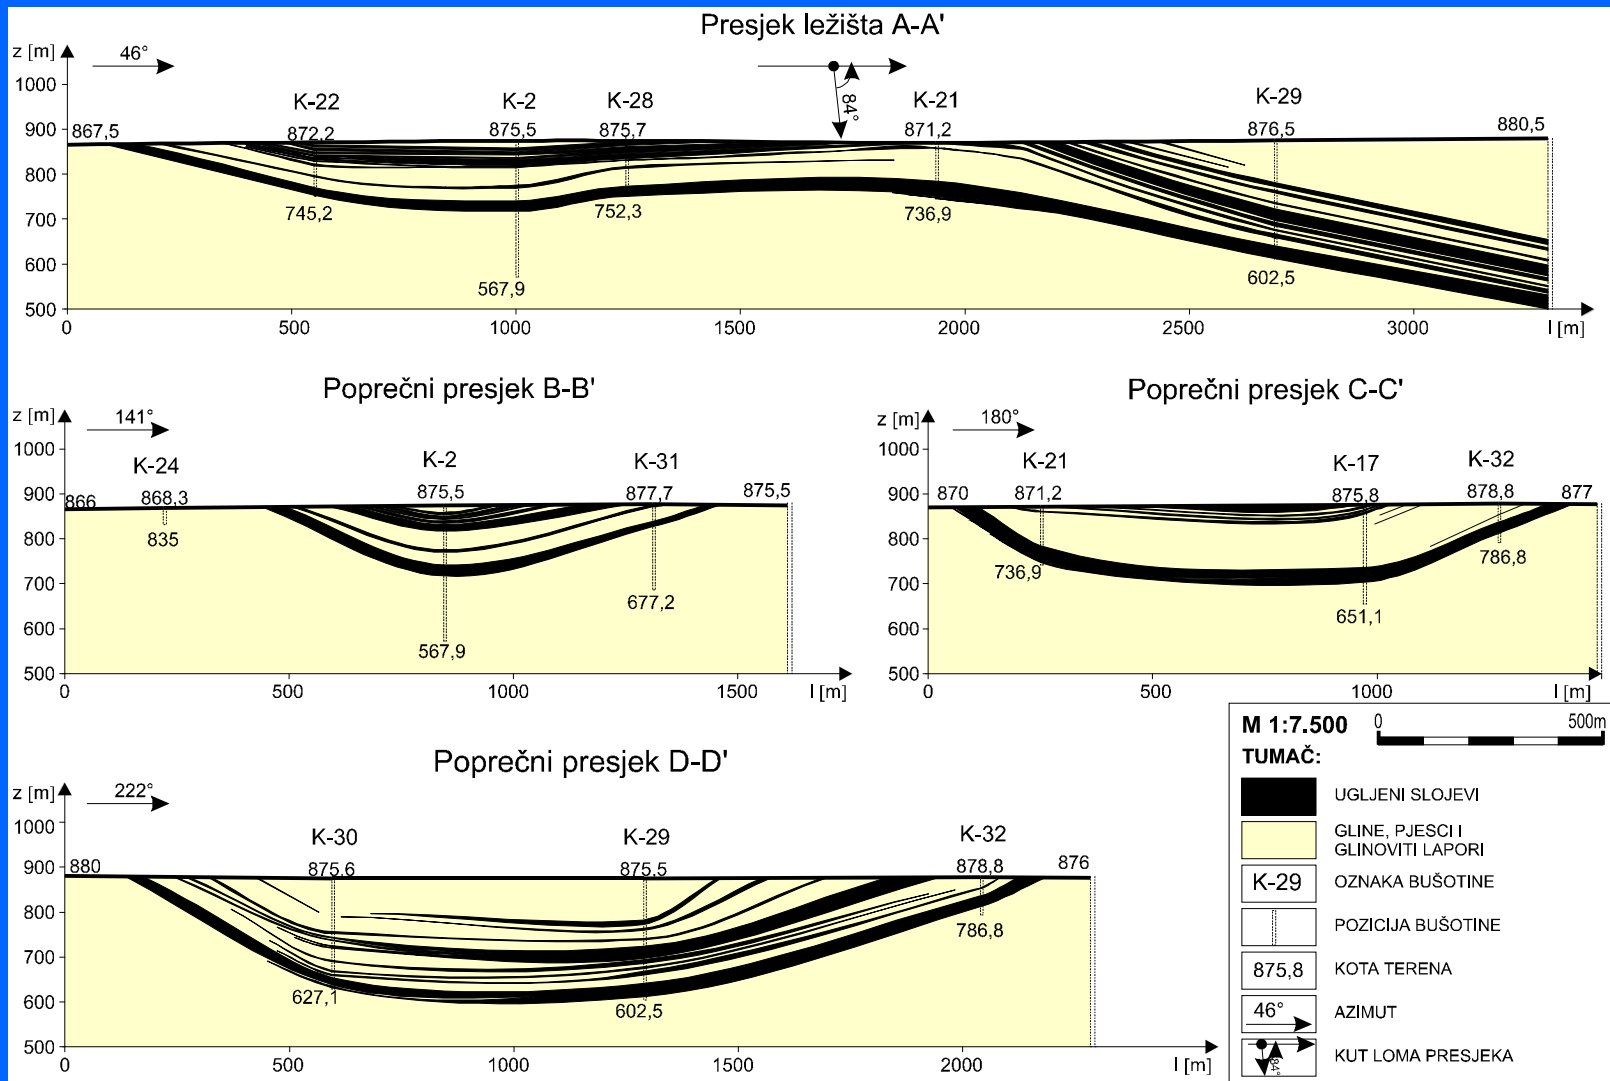 Presjek ležišta A-A'
z [m]
46°
84°
1000
900
800
700
600
500
K-22
K-2
K-28
K-21
K-29
867,5
872,2
875,5
875,7
871,2
876,5
880,5
745,2
567,9
752,3
736,9
602,5
0
500
1000
1500
2000
2500
3000
l [m]
Poprečni presjek B-B'
z [m]
141°
1000
900
800
700
600
500
K-24
K-2
K-31
866
868,3
875,5
877,7
875,5
835
567,9
677,2
0
500
1000
1500
l [m]
Poprečni presjek C-C'
z [m]
180°
1000
900
800
700
600
500
K-21
K-17
K-32
870
871,2
875,8
878,8
877
736,9
651,1
786,8
0
500
1000
l [m]
Poprečni presjek D-D'
z [m]
222°
1000
900
800
700
600
500
K-30
K-29
K-32
880
875,6
875,5
878,8
876
627,1
602,5
786,8
0
500
1000
1500
2000
l [m]
M 1:7.500
0
500m
TUMAČ:
UGLJENI SLOJEVI
GLINE, PJESCI I
GLINOVITI LAPORI
K-29
OZNAKA BUŠOTINE
POZICIJA BUŠOTINE
875,8
KOTA TERENA
46°
AZIMUT
84°
KUT LOMA PRESJEKA